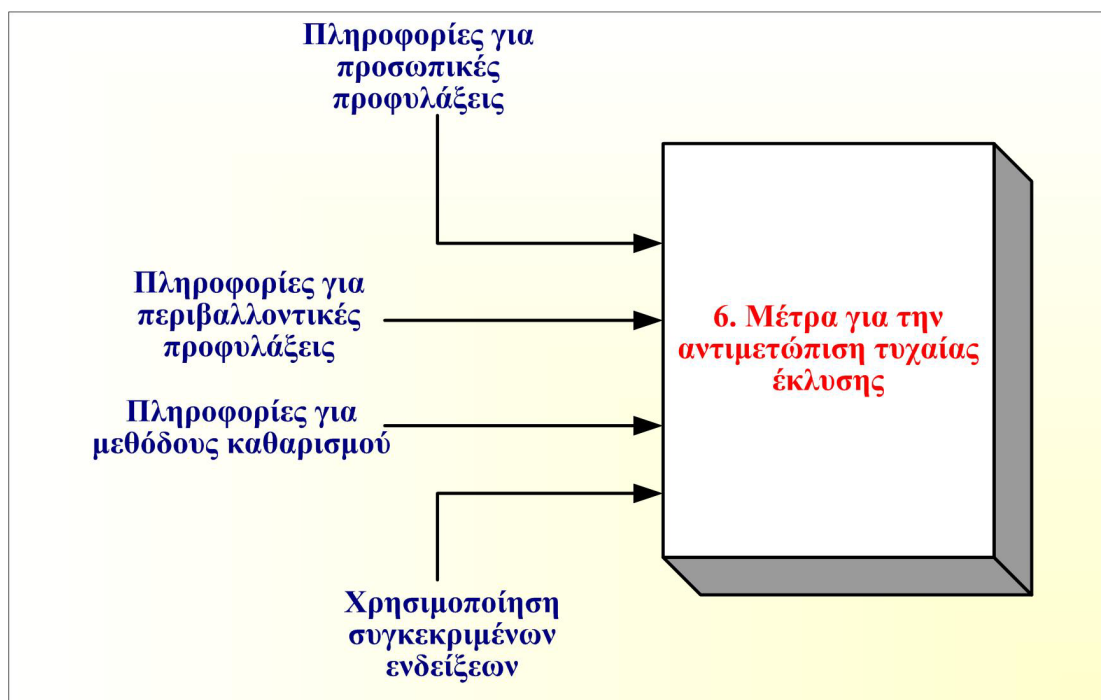 Πληροφορίες για
προσωπικές
προφυλάξεις
Πληροφορίες για
περιβαλλοντικές
προφυλάξεις
6. Μέτρα για την
αντιμετώπιση τυχαίας
έκλυσης
Πληροφορίες για
μεθόδους καθαρισμού
Χρησιμοποίηση
συγκεκριμένων
ενδείξεων